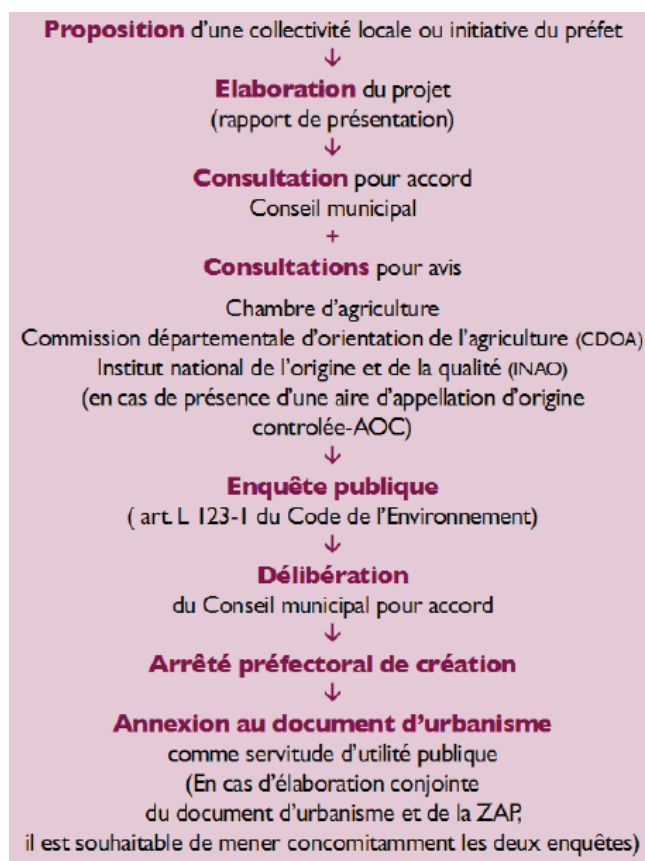 Proposition d'une collectivité locale ou initiative du préfet
↓
Elaboration du projet
(rapport de présentation)
↓
Consultation pour accord
Conseil municipal
+
Consultations pour avis
Chambre d'agriculture
Commission départementale d'orientation de l'agriculture (CDOA)
Institut national de l'origine et de la qualité (INAO)
(en cas de présence d'une aire d'appellation d'origine
controlée-AOC)
↓
Enquête publique
( art. L 123-1 du Code de l'Environnement)
↓
Délibération
du Conseil municipal pour accord
↓
Arrêté préfectoral de création
↓
Annexion au document d'urbanisme
comme servitude d'utilité publique
(En cas d'élaboration conjointe
du document d'urbanisme et de la ZAP,
il est souhaitable de mener concomitamment les deux enquêtes)